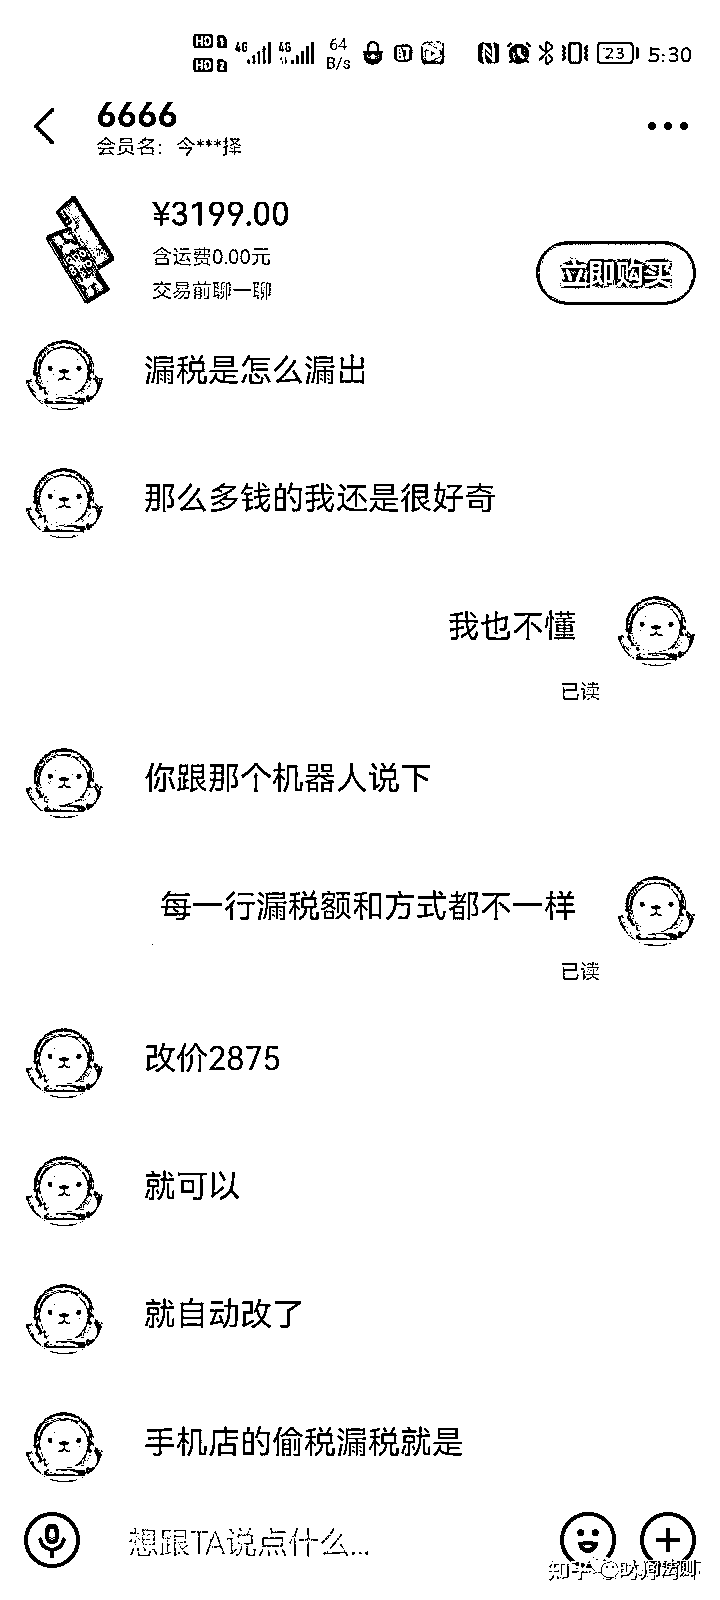 HD 1 4G 4G 64 23 5:30
HD 2 B/s
6666
会员名：今***择
¥3199.00
含运费0.00元
交易前聊一聊
立即购买
漏税是怎么漏出
那么多钱的我还是很好奇
我也不懂
已读
你跟那个机器人说下
每一行漏税额和方式都不一样
已读
改价2875
就可以
就自动改了
手机店的偷税漏税就是
想跟TA说点什么...
知乎